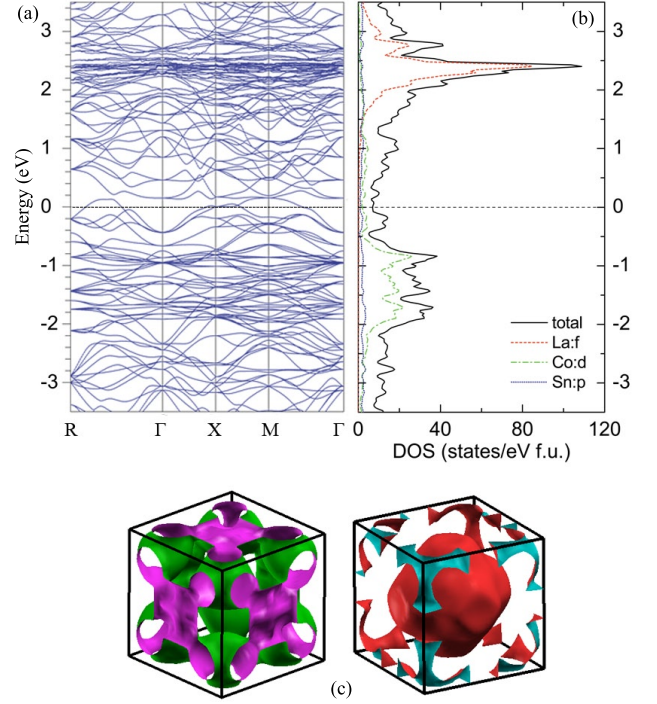 (a)
(b)
Energy (eV)
3
2
1
0
-1
-2
-3
R Γ X M Γ
3
2
1
0
-1
-2
-3
total
La:f
Co:d
Sn:p
0 40 80 120
DOS (states/eV f.u.)
(c)